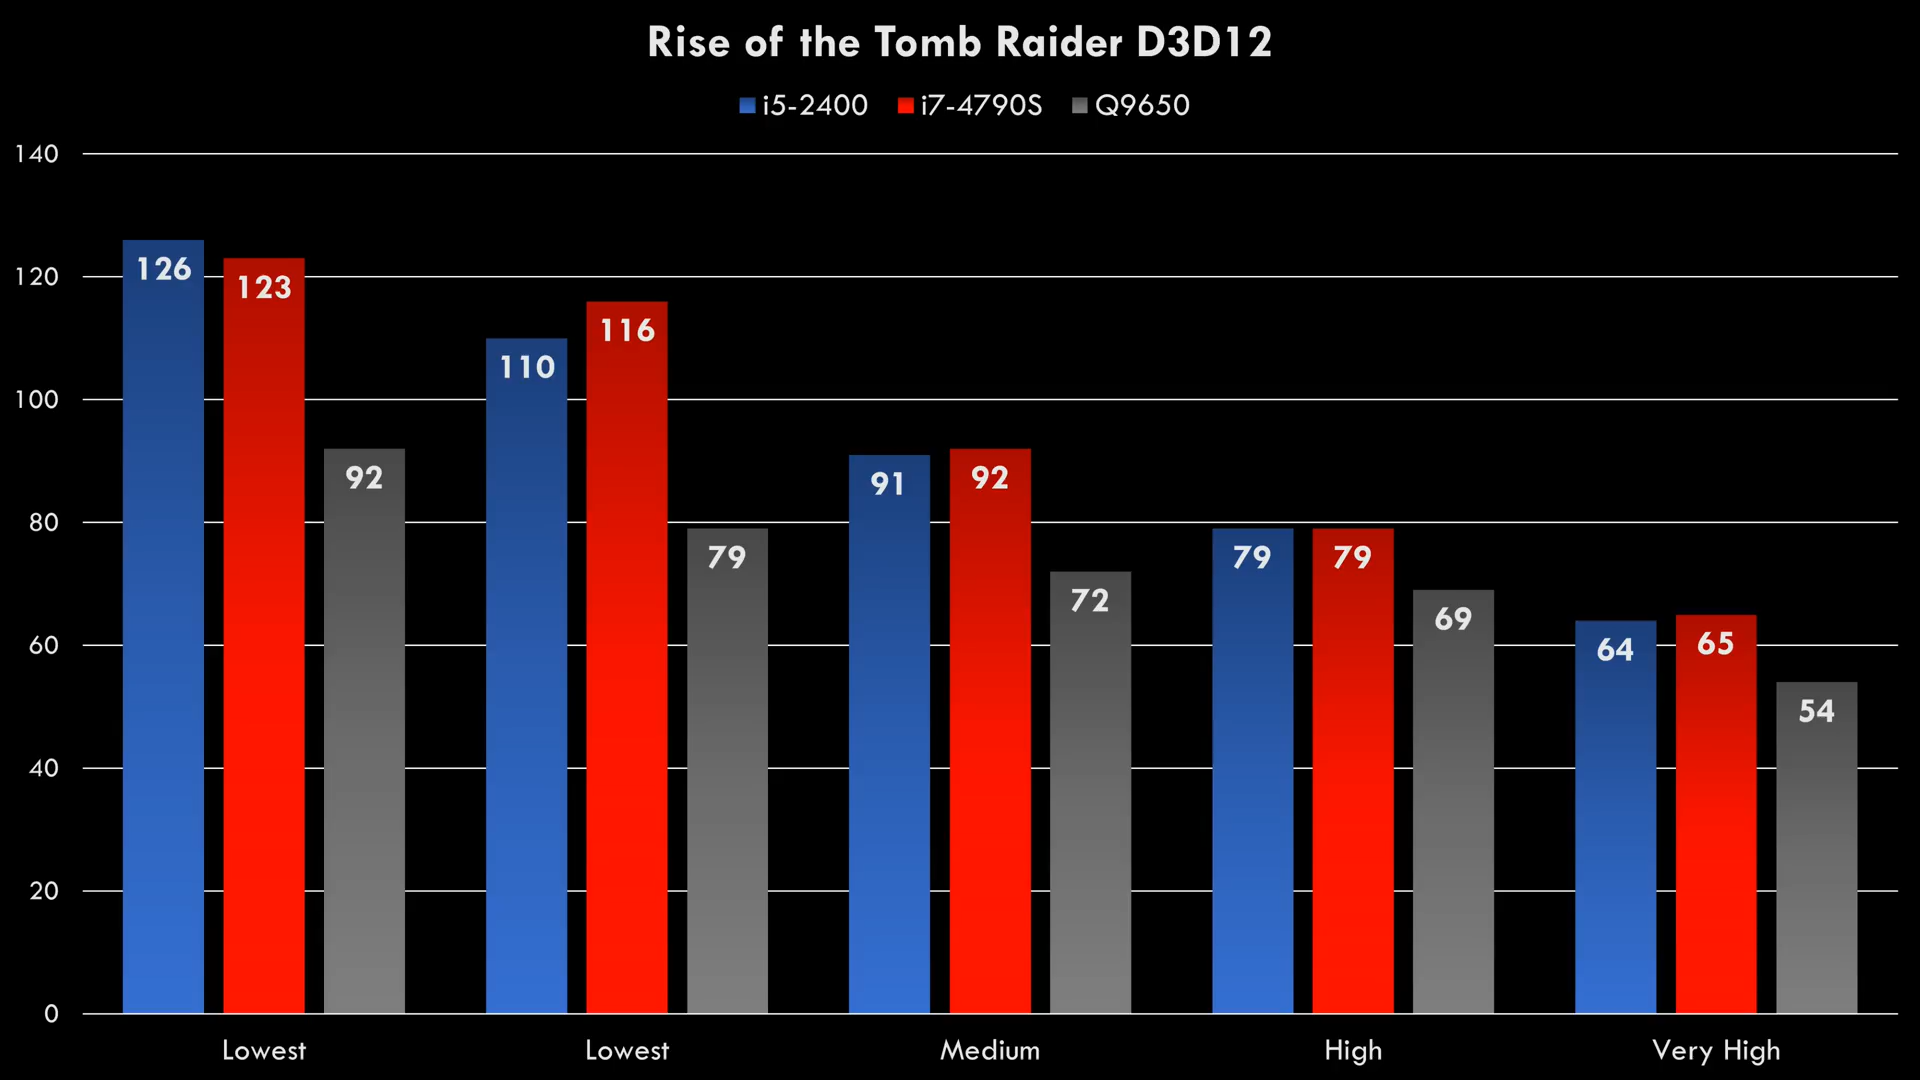 Rise of the Tomb Raider D3D12
i5-2400 i7-4790S Q9650
140
120
100
80
60
40
20
0
126 123 92
110 116 79
91 92 72
79 79 69
64 65 54
Lowest Lowest Medium High Very High